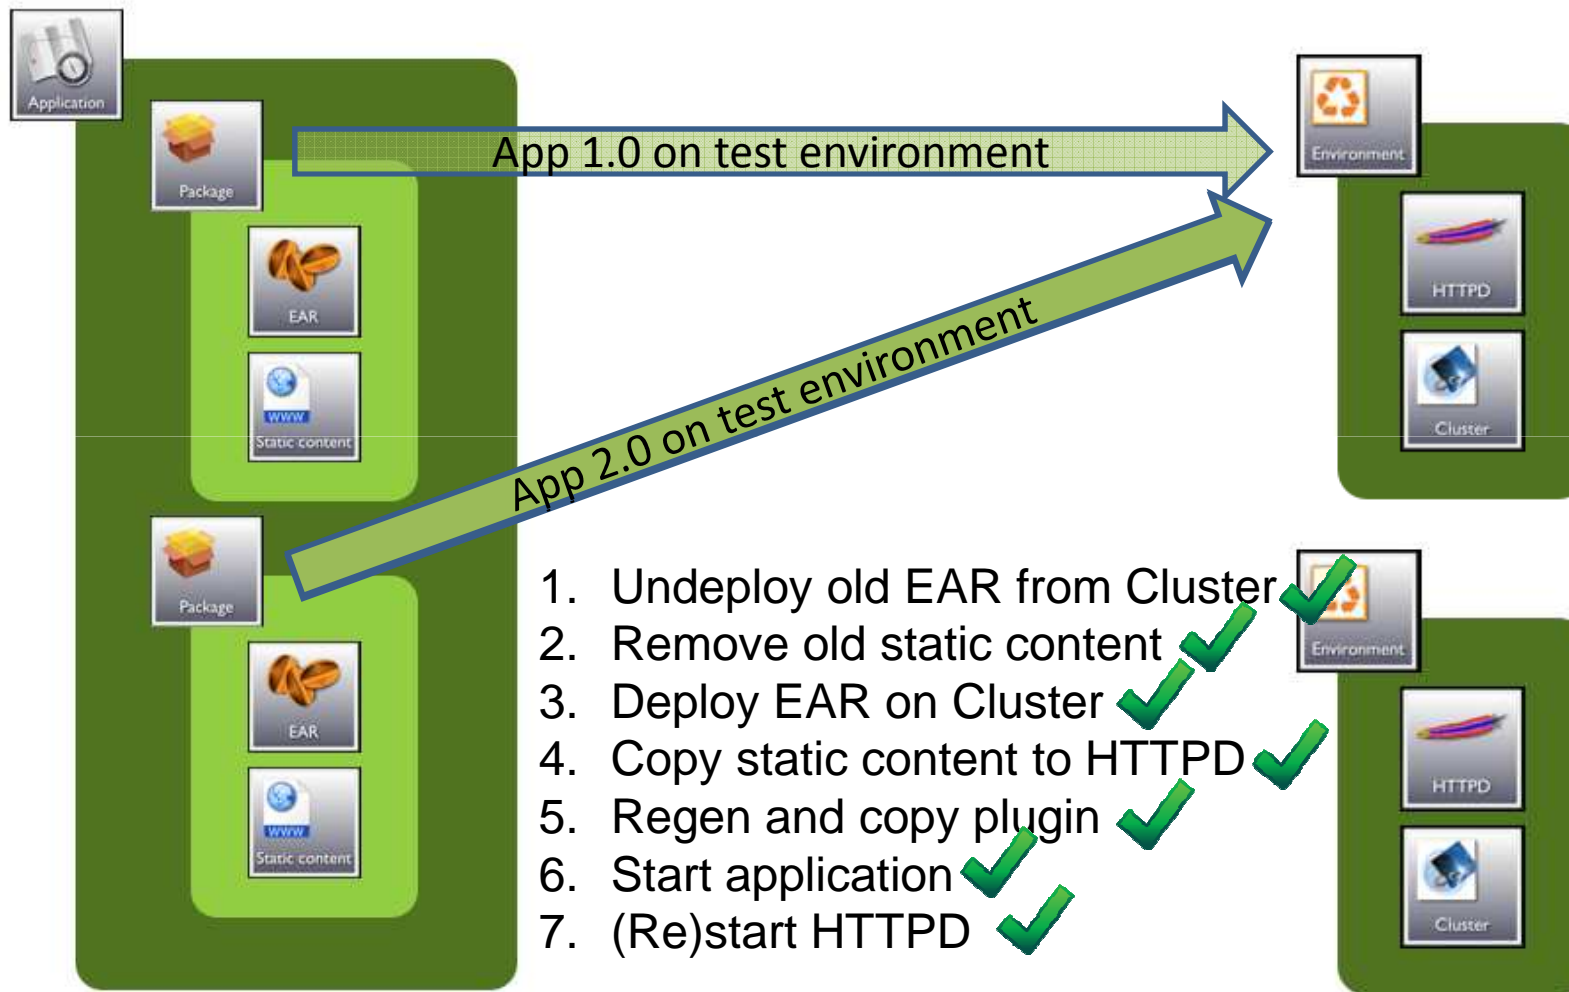 Application
Package
App 1.0 on test environment
Environment
EAR
HTTPD
WWW
Static content
Cluster
App 2.0 on test environment
Package
EAR
WWW
Static content
1. Undeploy old EAR from Cluster
2. Remove old static content
3. Deploy EAR on Cluster
4. Copy static content to HTTPD
5. Regen and copy plugin
6. Start application
7. (Re)start HTTPD
Environment
HTTPD
Cluster